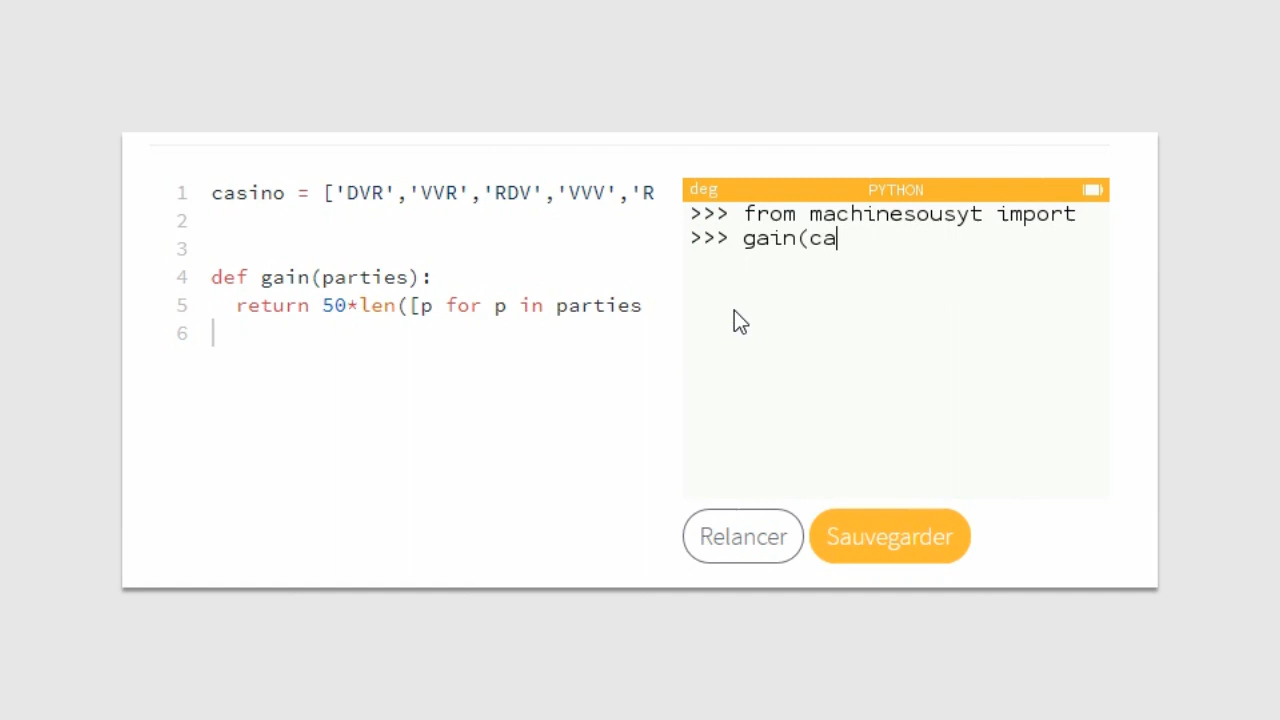 1 casino = ['DVR','VVR','RDV','VVV','R
2
3
4 def gain(parties):
5 return 50*len([p for p in parties
6
deg PYTHON
>>> from machinesousyt import
>>> gain(ca
Relancer Sauvegarder